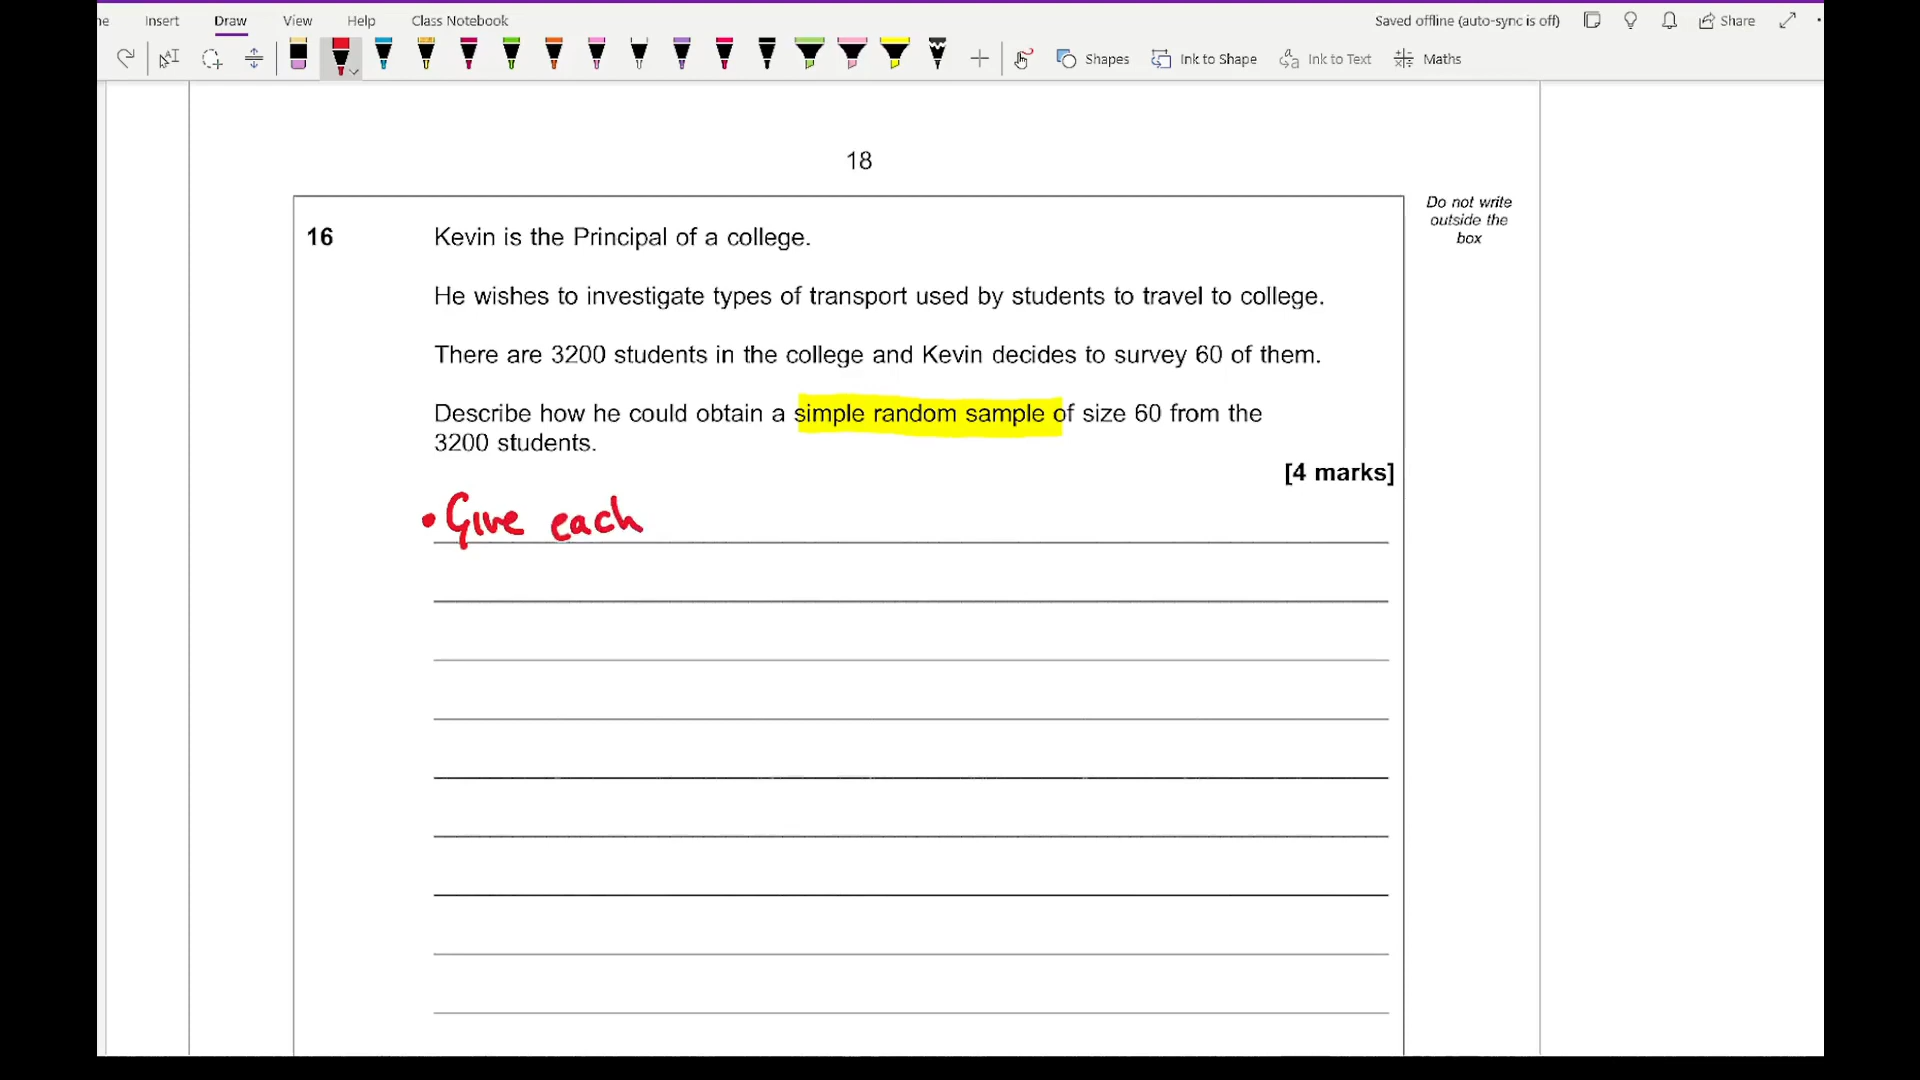 Insert Draw View Help Class Notebook Saved offline (auto-sync is off) Share
Shapes Ink to Shape Ink to Text Maths
18
Do not write
outside the
box
16 Kevin is the Principal of a college.
He wishes to investigate types of transport used by students to travel to college.
There are 3200 students in the college and Kevin decides to survey 60 of them.
Describe how he could obtain a simple random sample of size 60 from the
3200 students.
[4 marks]
• Give each